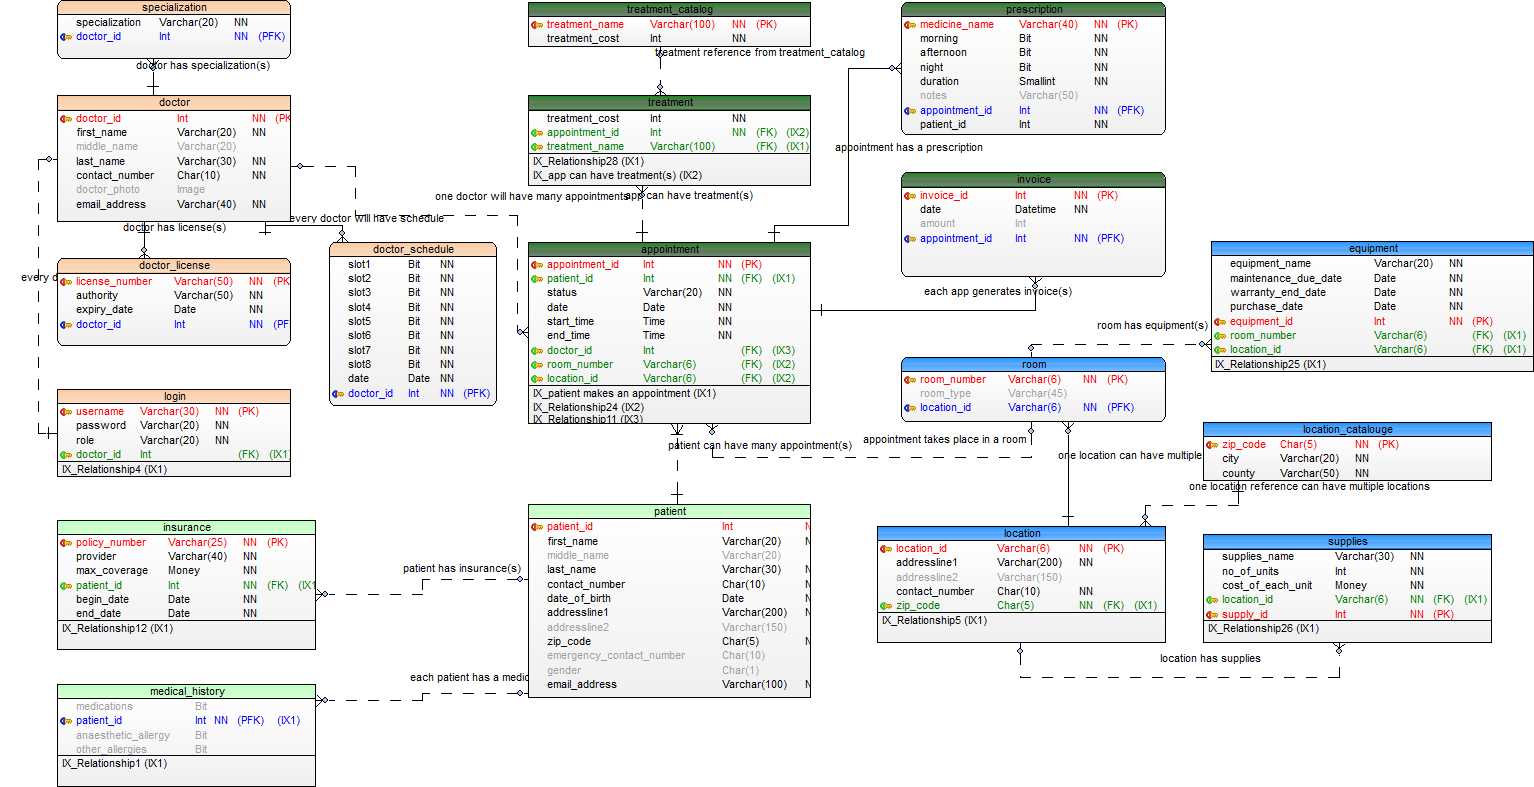 specialization
specialization Varchar(20) NN
doctor_id Int NN (PFK)
doctor has specialization(s)
doctor
doctor_id Int NN (PK
first_name Varchar(20) NN
middle_name Varchar(20)
last_name Varchar(30) NN
contact_number Char(10) NN
doctor_photo Image
email_address Varchar(40) NN
doctor has license(s)
every doctor will have schedule
one doctor will have many appointments
every d
doctor_license
license_number Varchar(50) NN (PK
authority Varchar(50) NN
expiry_date Date NN
doctor_id Int NN (PF
doctor_schedule
slot1 Bit NN
slot2 Bit NN
slot3 Bit NN
slot4 Bit NN
slot5 Bit NN
slot6 Bit NN
slot7 Bit NN
slot8 Bit NN
date Date NN
doctor_id Int NN (PFK)
login
username Varchar(30) NN (PK)
password Varchar(20) NN
role Varchar(20) NN
doctor_id Int (FK) (IX1
IX_Relationship4 (IX1)
insurance
policy_number Varchar(25) NN (PK)
provider Varchar(40) NN
max_coverage Money NN
patient_id Int NN (FK) (IX1
begin_date Date NN
end_date Date NN
IX_Relationship12 (IX1)
patient has insurance(s)
medical_history
medications Bit
patient_id Int NN (PFK) (IX1)
anaesthetic_allergy Bit
other_allergies Bit
IX_Relationship1 (IX1)
each patient has a medic
treatment_catalog
treatment_name Varchar(100) NN (PK)
treatment_cost Int NN
treatment reference from treatment_catalog
treatment
treatment_cost Int NN
appointment_id Int NN (FK) (IX2)
treatment_name Varchar(100) (FK) (IX1)
IX_Relationship28 (IX1)
IX_app can have treatment(s) (IX2)
app can have treatment(s)
appointment
appointment_id Int NN (PK)
patient_id Int NN (FK) (IX1)
status Varchar(20) NN
date Date NN
start_time Time NN
end_time Time NN
doctor_id Int (FK) (IX3)
room_number Varchar(6) (FK) (IX2)
location_id Varchar(6) (FK) (IX2)
IX_patient makes an appointment (IX1)
IX_Relationship24 (IX2)
IX_Relationship11 (IX3)
patient can have many appointment(s)
patient
patient_id Int N
first_name Varchar(20) N
middle_name Varchar(20)
last_name Varchar(30) N
contact_number Char(10) N
date_of_birth Date N
addressline1 Varchar(200) N
addressline2 Varchar(150)
zip_code Char(5) N
emergency_contact_number Char(10)
gender Char(1)
email_address Varchar(100) N
prescription
medicine_name Varchar(40) NN (PK)
morning Bit NN
afternoon Bit NN
night Bit NN
duration Smallint NN
notes Varchar(50)
appointment_id Int NN (PFK)
patient_id Int NN
appointment has a prescription
invoice
invoice_id Int NN (PK)
date Datetime NN
amount Int
appointment_id Int NN (PFK)
each app generates invoice(s)
room has equipment(s)
equipment
equipment_name Varchar(20) NN
maintenance_due_date Date NN
warranty_end_date Date NN
purchase_date Date NN
equipment_id Int NN (PK)
room_number Varchar(6) (FK) (IX1)
location_id Varchar(6) (FK) (IX1)
IX_Relationship25 (IX1)
room
room_number Varchar(6) NN (PK)
room_type Varchar(45)
location_id Varchar(6) NN (PFK)
appointment takes place in a room
one location can have multiple
location_catalouge
zip_code Char(5) NN (PK)
city Varchar(20) NN
county Varchar(50) NN
one location reference can have multiple locations
location
location_id Varchar(6) NN (PK)
addressline1 Varchar(200) NN
addressline2 Varchar(150)
contact_number Char(10) NN
zip_code Char(5) NN (FK) (IX1)
IX_Relationship5 (IX1)
supplies
supplies_name Varchar(30) NN
no_of_units Int NN
cost_of_each_unit Money NN
location_id Varchar(6) NN (FK) (IX1)
supply_id Int NN (PK)
IX_Relationship26 (IX1)
location has supplies